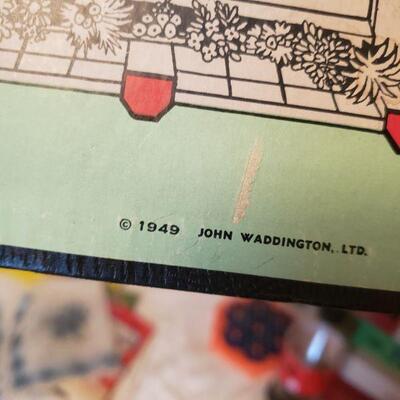 © 1949 JOHN WADDINGTON, LTD.